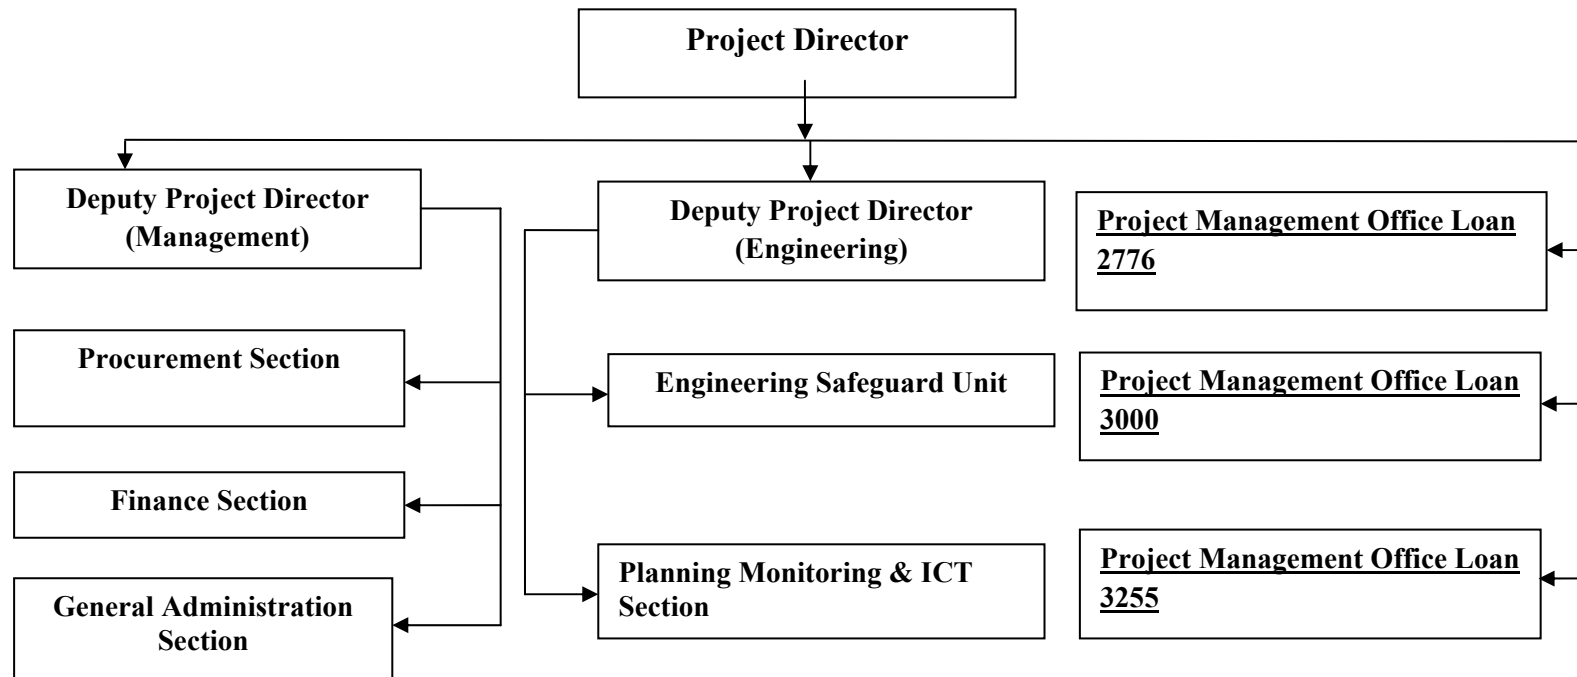 Project Director
Deputy Project Director
(Management)
Deputy Project Director
(Engineering)
Project Management Office Loan
2776
Procurement Section
Engineering Safeguard Unit
Project Management Office Loan
3000
Finance Section
Planning Monitoring & ICT
Section
Project Management Office Loan
3255
General Administration
Section